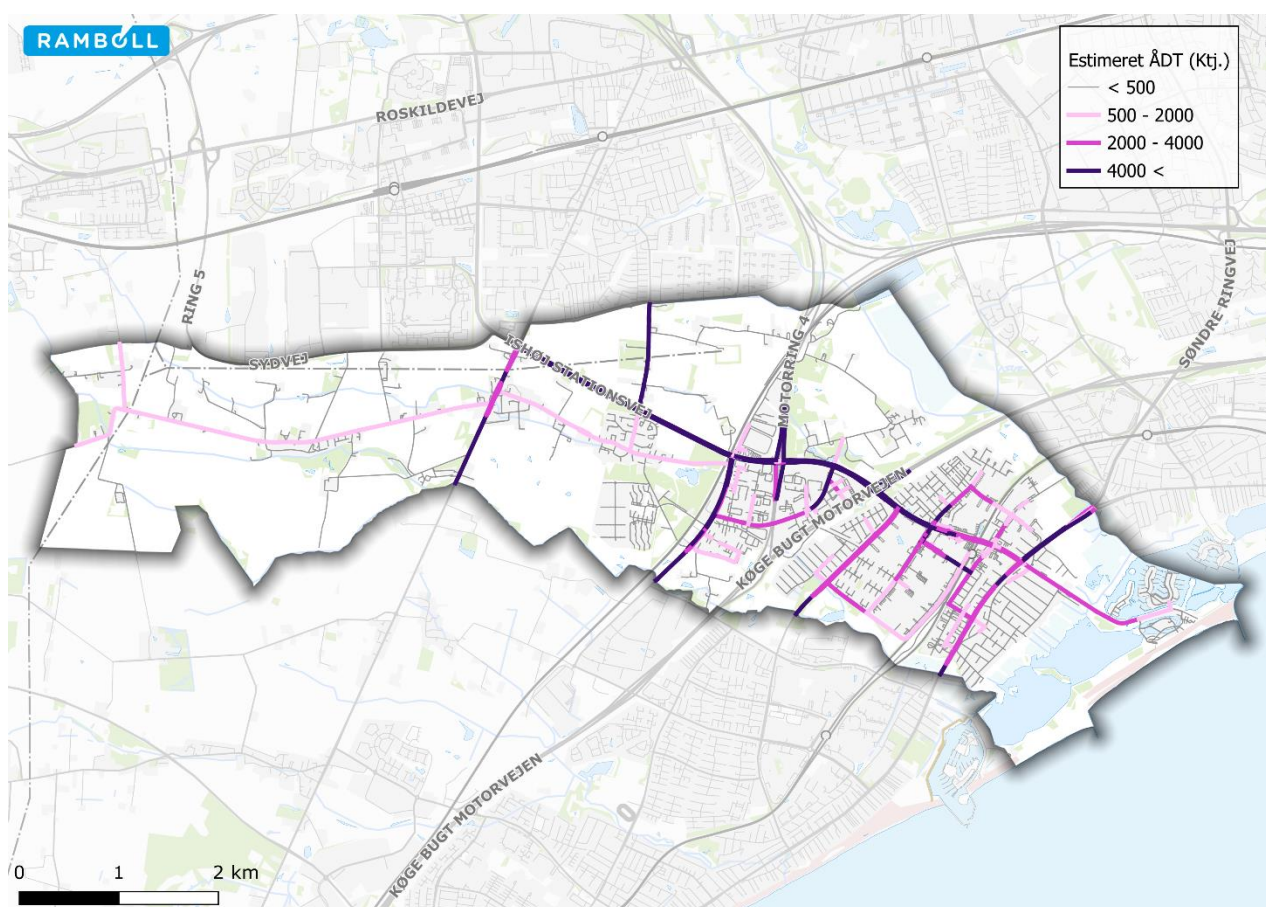 RAMBOLL
Estimeret ÅDT (Ktj.)
< 500
500 - 2000
2000 - 4000
4000 <
ROSKILDEVEJ
RING 5
SYDVEJ
ISHØJ STATIONSVEJ
MOTORRING 4
SØNDRE RINGVEJ
KØGE BUGT MOTORVEJEN
KØGE BUGT MOTORVEJEN
0 1 2 km